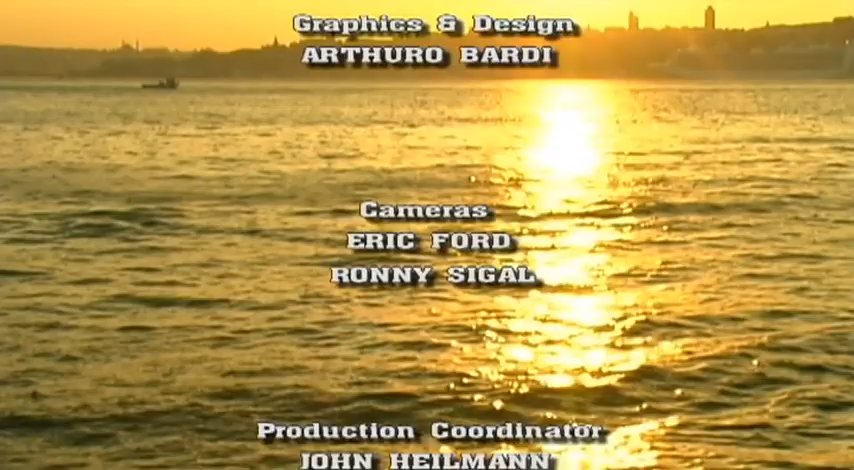 Graphics & Design
ARTHURO BARDI
Cameras
ERIC FORD
RONNY SIGAL
Production Coordinator
JOHN HEILMANN